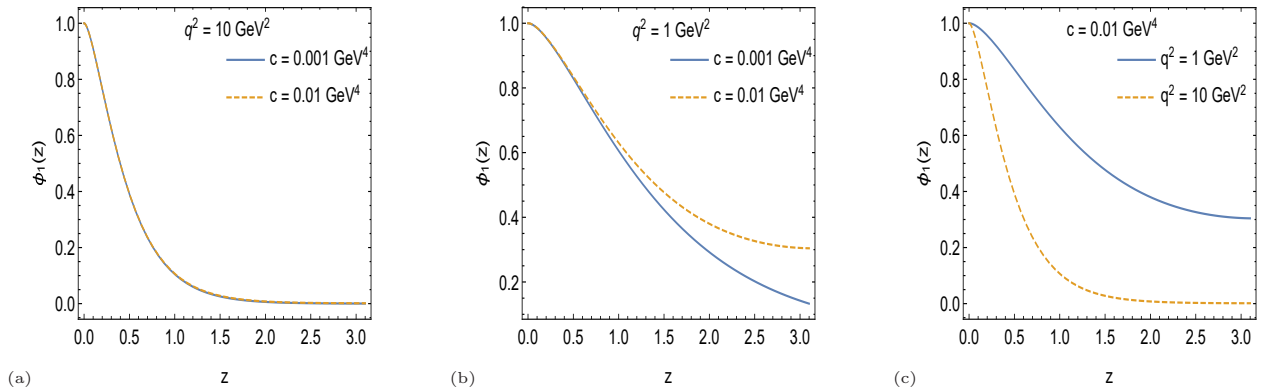 q² = 10 GeV²
c = 0.001 GeV⁴
c = 0.01 GeV⁴
1.0
0.8
0.6
0.4
0.2
0.0
ϕ₁(z)
0.0 0.5 1.0 1.5 2.0 2.5 3.0
(a)
z
q² = 1 GeV²
c = 0.001 GeV⁴
c = 0.01 GeV⁴
1.0
0.8
0.6
0.4
0.2
ϕ₁(z)
0.0 0.5 1.0 1.5 2.0 2.5 3.0
(b)
z
c = 0.01 GeV⁴
q² = 1 GeV²
q² = 10 GeV²
1.0
0.8
0.6
0.4
0.2
0.0
ϕ₁(z)
0.0 0.5 1.0 1.5 2.0 2.5 3.0
(c)
z